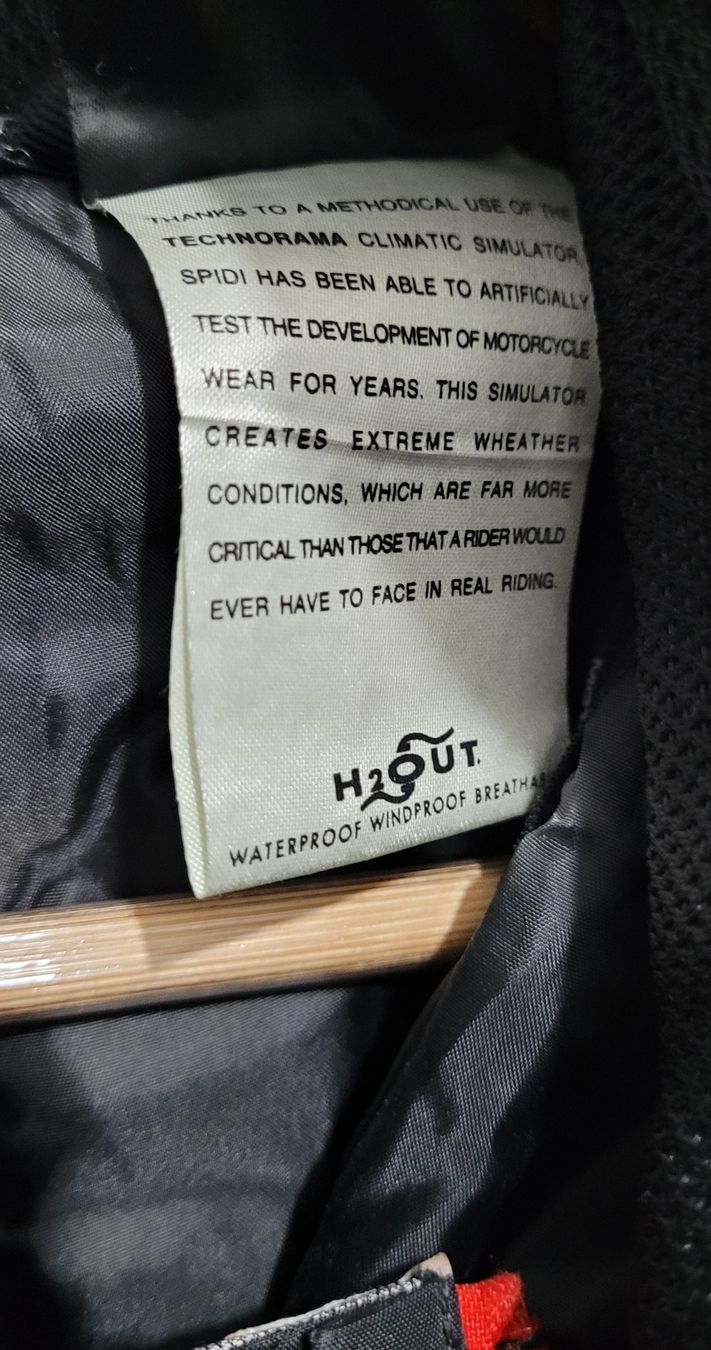 THANKS TO A METHODICAL USE OF THE
TECHNORAMA CLIMATIC SIMULATOR
SPIDI HAS BEEN ABLE TO ARTIFICIALLY
TEST THE DEVELOPMENT OF MOTORCYCLE
WEAR FOR YEARS. THIS SIMULATOR
CREATES EXTREME WHEATHER
CONDITIONS, WHICH ARE FAR MORE
CRITICAL THAN THOSE THAT A RIDER WOULD
EVER HAVE TO FACE IN REAL RIDING.
H2OUT.
WATERPROOF WINDPROOF